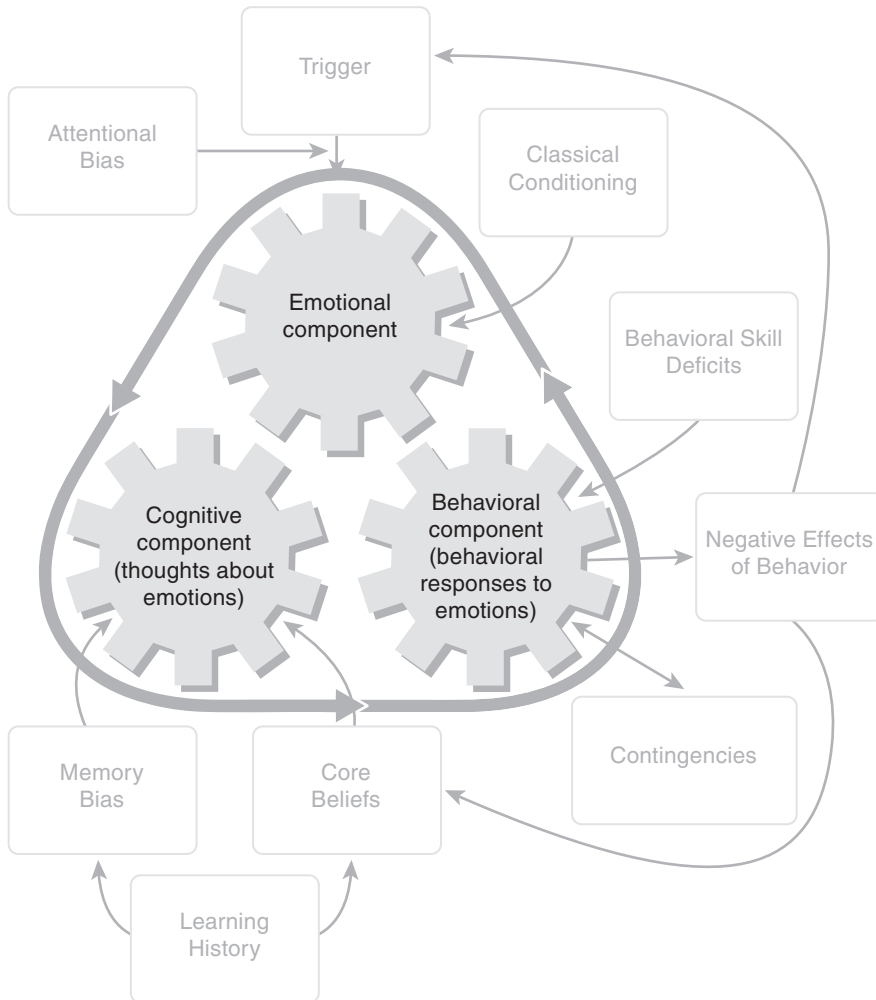 Trigger
Attentional
Bias
Classical
Conditioning
Emotional
component
Behavioral Skill
Deficits
Cognitive
component
(thoughts about
emotions)
Behavioral
component
(behavioral
responses to
emotions)
Negative Effects
of Behavior
Memory
Bias
Core
Beliefs
Contingencies
Learning
History